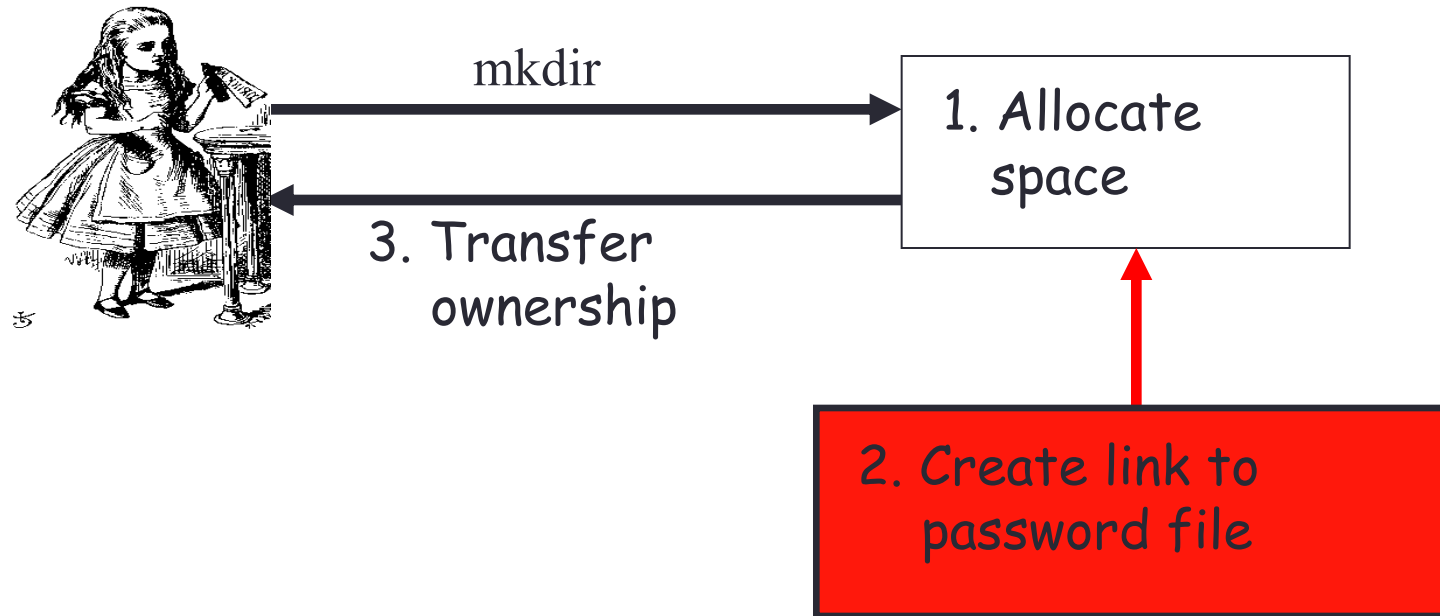 mkdir
1. Allocate
space
3. Transfer
ownership
2. Create link to
password file